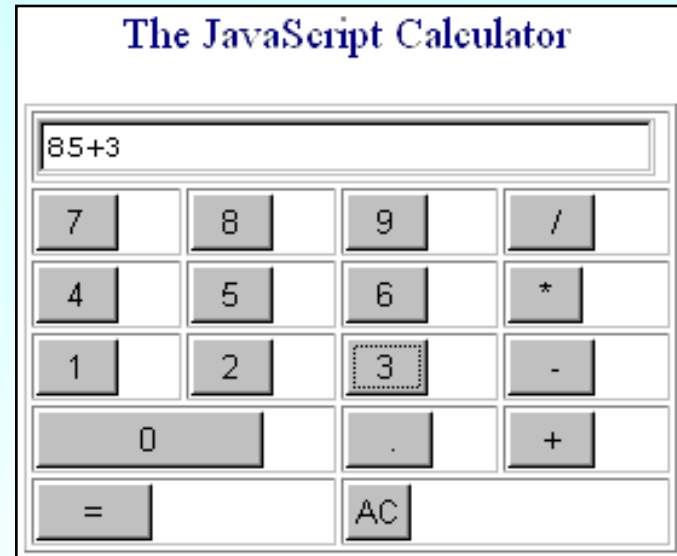 The JavaScript Calculator
85+3
7 8 9 /
4 5 6 *
1 2 3 -
0 . +
= AC